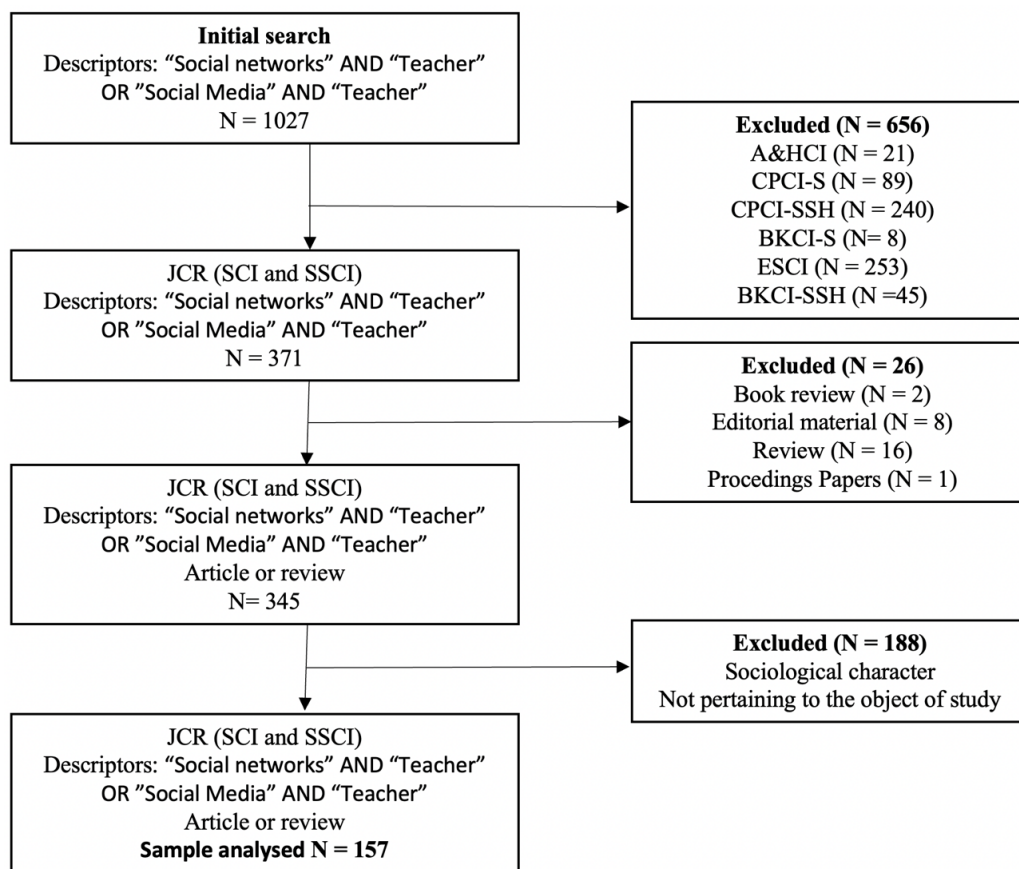 Initial search
Descriptors: “Social networks” AND “Teacher”
OR ”Social Media” AND “Teacher”
N = 1027
Excluded (N = 656)
A&HCI (N = 21)
CPCI-S (N = 89)
CPCI-SSH (N = 240)
BKCI-S (N= 8)
ESCI (N = 253)
BKCI-SSH (N =45)
JCR (SCI and SSCI)
Descriptors: “Social networks” AND “Teacher”
OR ”Social Media” AND “Teacher”
N = 371
Excluded (N = 26)
Book review (N = 2)
Editorial material (N = 8)
Review (N = 16)
Procedings Papers (N = 1)
JCR (SCI and SSCI)
Descriptors: “Social networks” AND “Teacher”
OR ”Social Media” AND “Teacher”
Article or review
N= 345
Excluded (N = 188)
Sociological character
Not pertaining to the object of study
JCR (SCI and SSCI)
Descriptors: “Social networks” AND “Teacher”
OR ”Social Media” AND “Teacher”
Article or review
Sample analysed N = 157